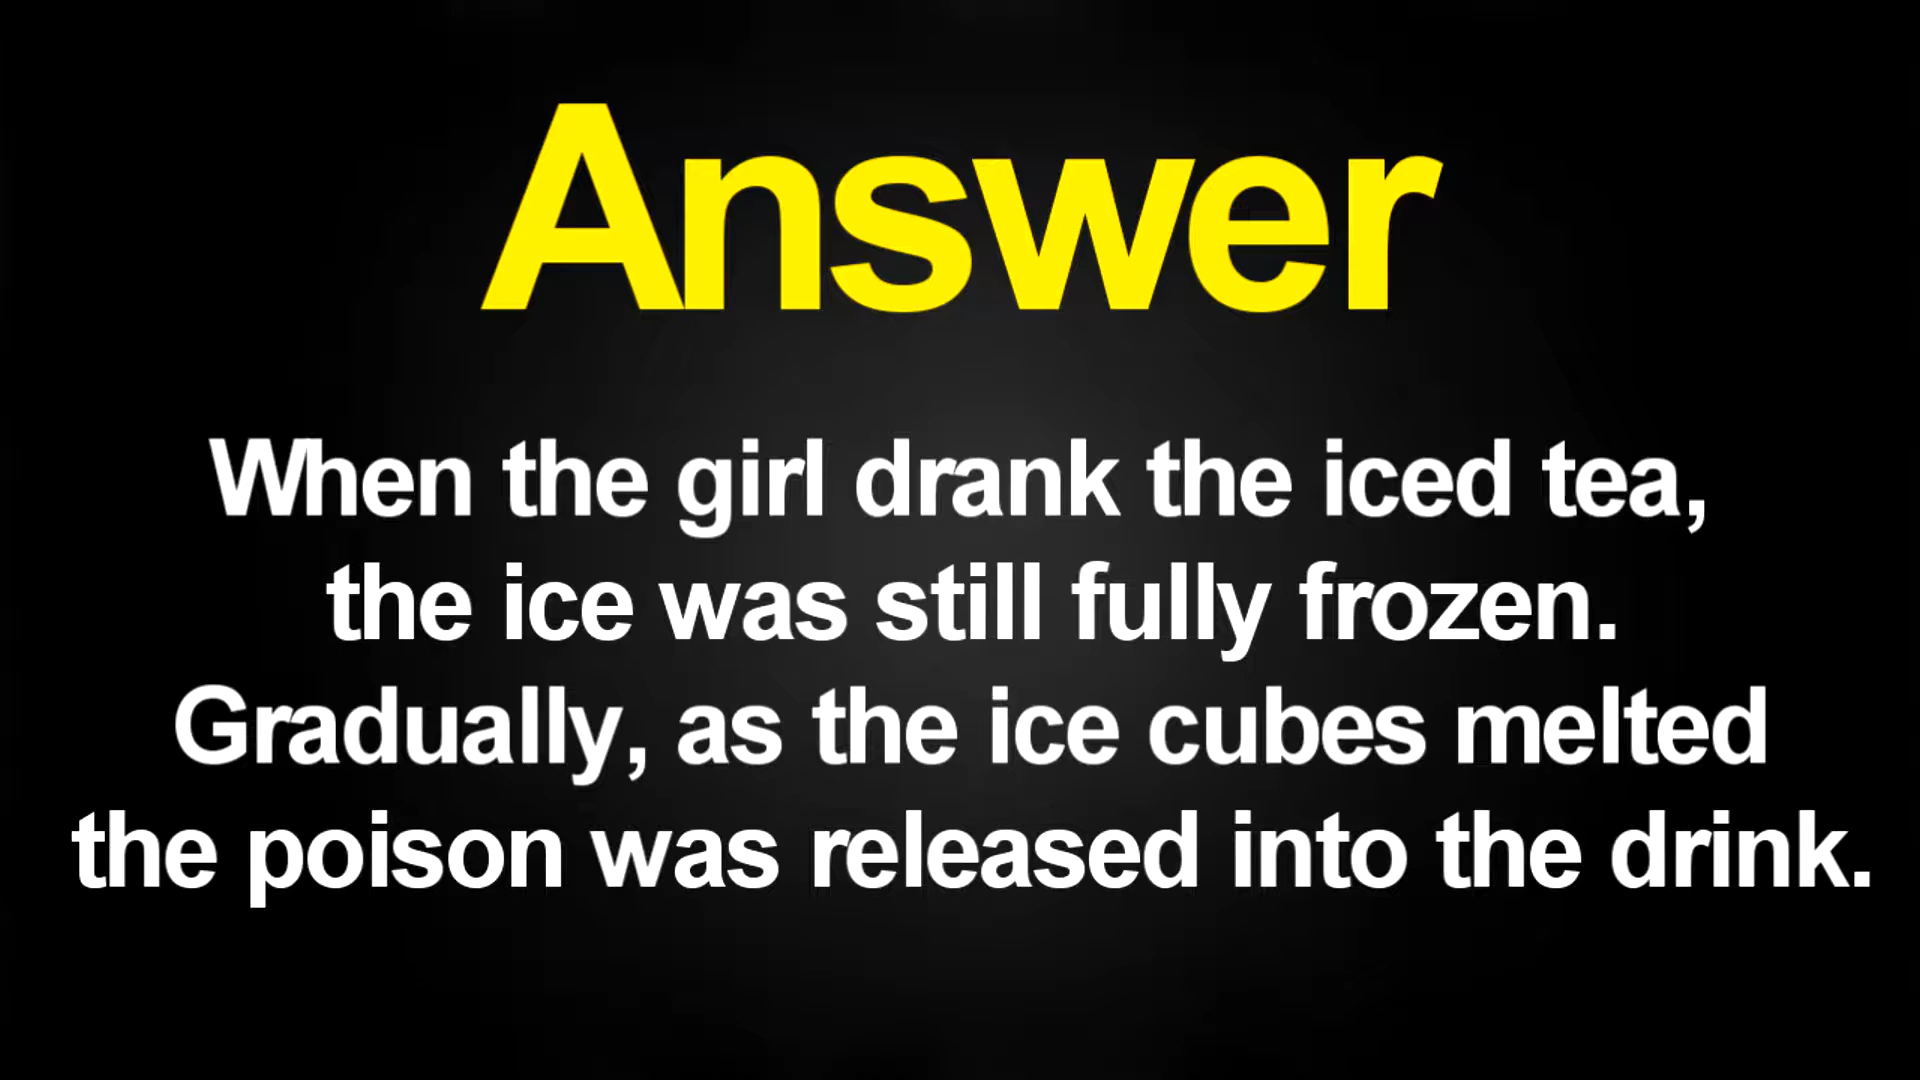 Answer
When the girl drank the iced tea,
the ice was still fully frozen.
Gradually, as the ice cubes melted
the poison was released into the drink.